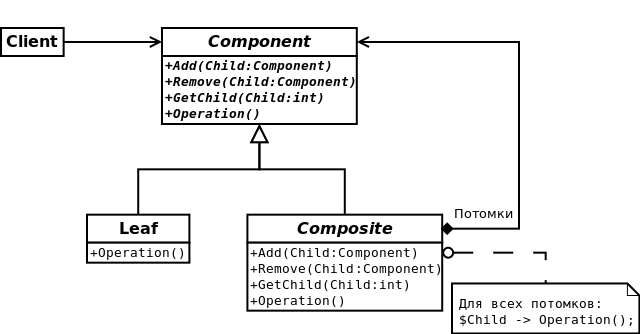 Client
Component
+Add(Child:Component)
+Remove(Child:Component)
+GetChild(Child:int)
+Operation()
Потомки
Leaf
+Operation()
Composite
+Add(Child:Component)
+Remove(Child:Component)
+GetChild(Child:int)
+Operation()
Для всех потомков:
$Child -> Operation();